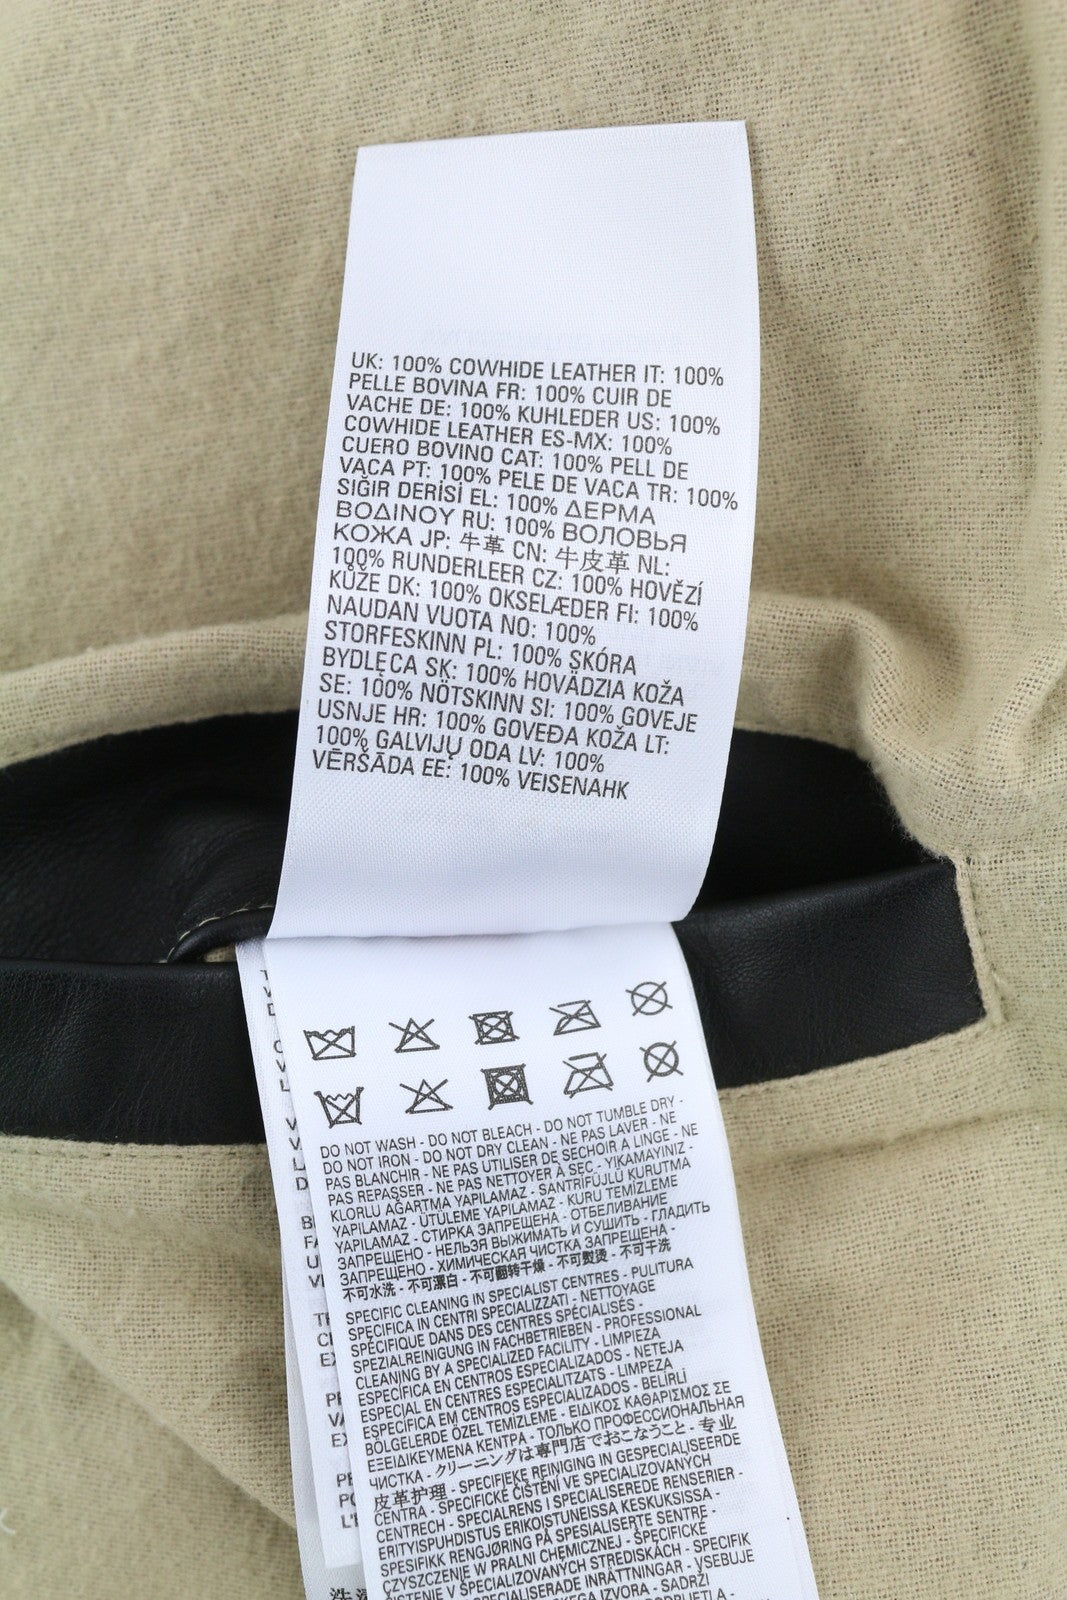 UK: 100% COWHIDE LEATHER IT: 100%
PELLE BOVINA FR: 100% CUIR DE
VACHE DE: 100% KUHLEDER US: 100%
COWHIDE LEATHER ES-MX: 100%
CUERO BOVINO CAT: 100% PELL DE
VACA PT: 100% PELE DE VACA TR: 100%
SIĞIR DERİSİ EL: 100% ΔΕΡΜΑ
ΒΟΔΙΝΟΥ RU: 100% ВОЛОВЬЯ
КОЖА JP: 牛革 CN: 牛皮革 NL:
100% RUNDERLEER CZ: 100% HOVĚZÍ
KŮŽE DK: 100% OKSELÆDER FI: 100%
NAUDAN VUOTA NO: 100%
STORFESKINN PL: 100% SKÓRA
BYDLĘCA SK: 100% HOVÄDZIA KOŽA
SE: 100% NÖTSKINN SI: 100% GOVEJE
USNJE HR: 100% GOVEĐA KOŽA LT:
100% GALVIJŲ ODA LV: 100%
VĒRŠĀDA EE: 100% VEISENAHK
DO NOT WASH - DO NOT BLEACH - DO NOT TUMBLE DRY -
DO NOT IRON - DO NOT DRY CLEAN - NE PAS LAVER - NE
PAS BLANCHIR - NE PAS UTILISER DE SECHOIR A LINGE - NE
PAS REPASSER - NE PAS NETTOYER À SEC - YIKAMAYINIZ -
KLORLU AĞARTMA YAPILAMAZ - SANTRİFÜJLÜ KURUTMA
YAPILAMAZ - ÜTÜLEME YAPILAMAZ - KURU TEMİZLEME
YAPILAMAZ - СТИРКА ЗАПРЕЩЕНА - ОТБЕЛИВАНИЕ
ЗАПРЕЩЕНО - НЕЛЬЗЯ ВЫЖИМАТЬ И СУШИТЬ - ГЛАДИТЬ
ЗАПРЕЩЕНО - ХИМИЧЕСКАЯ ЧИСТКА ЗАПРЕЩЕНА -
不可水洗 - 不可漂白 - 不可翻转干燥 - 不可熨烫 - 不可干洗
SPECIFIC CLEANING IN SPECIALIST CENTRES - PULITURA
SPECIFICA IN CENTRI SPECIALIZZATI - NETTOYAGE
SPÉCIFIQUE DANS DES CENTRES SPÉCIALISÉS -
SPEZIALREINIGUNG IN FACHBETRIEBEN - PROFESSIONAL
CLEANING BY A SPECIALIZED FACILITY - LIMPIEZA
ESPECÍFICA EN CENTROS ESPECIALIZADOS - NETEJA
ESPECIAL EN CENTRES ESPECIALITZATS - LIMPEZA
ESPECÍFICA EM CENTROS ESPECIALIZADOS - BELİRLİ
BÖLGELERDE ÖZEL TEMİZLEME - ΕΙΔΙΚΟΣ ΚΑΘΑΡΙΣΜΟΣ ΣΕ
ΕΞΕΙΔΙΚΕΥΜΕΝΑ ΚΕΝΤΡΑ - ТОЛЬКО ПРОФЕССИОНАЛЬНАЯ
ЧИСТКА - クリーニングは専門店でおこなうこと - 专业
皮革护理 - SPECIFIEKE REINIGING IN GESPECIALISEERDE
CENTRA - SPECIFICKÉ ČIŠTĚNÍ VE SPECIALIZOVANÝCH
CENTRECH - SPECIALRENS I SPECIALISEREDE RENSERIER -
ERITYISPUHDISTUS ERIKOISTUNEISSA KESKUKSISSA -
SPESIFIKK RENGJØRING PÅ SPESIALISERTE SENTRE -
CZYSZCZENIE W PRALNI CHEMICZNEJ - ŠPECIFICKÉ
ČISTENIE V ŠPECIALIZOVANÝCH STREDISKÁCH - SPECIFIK
SPECIALISERADE INRÄTTNINGAR - VSEBUJE
IZVORA - SADRŽI